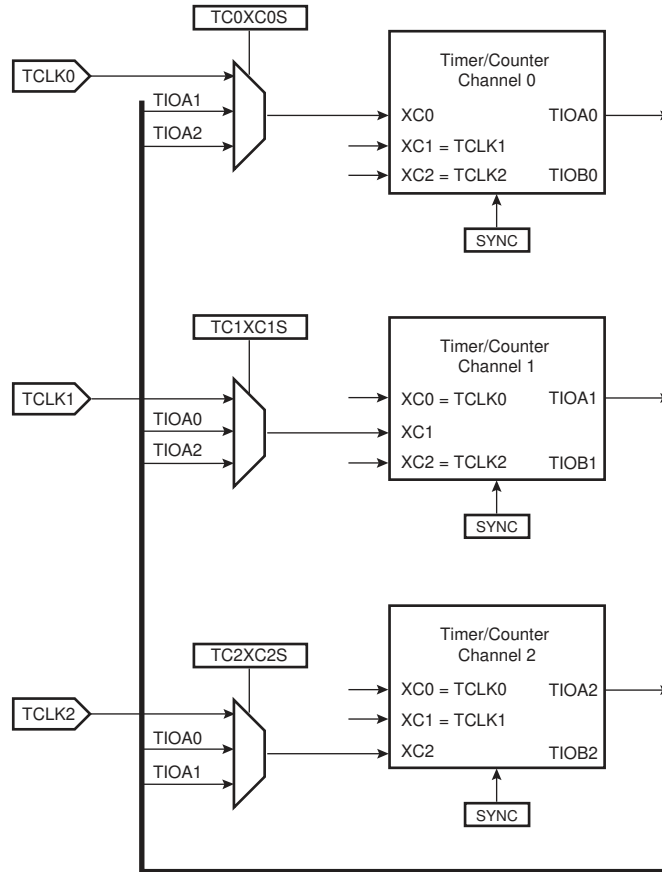 TC0XC0S
TCLK0
TIOA1
TIOA2
Timer/Counter
Channel 0
XC0
TIOA0
XC1 = TCLK1
XC2 = TCLK2
TIOB0
SYNC
TC1XC1S
TCLK1
TIOA0
TIOA2
Timer/Counter
Channel 1
XC0 = TCLK0
TIOA1
XC1
XC2 = TCLK2
TIOB1
SYNC
TC2XC2S
TCLK2
TIOA0
TIOA1
Timer/Counter
Channel 2
XC0 = TCLK0
TIOA2
XC1 = TCLK1
XC2
TIOB2
SYNC